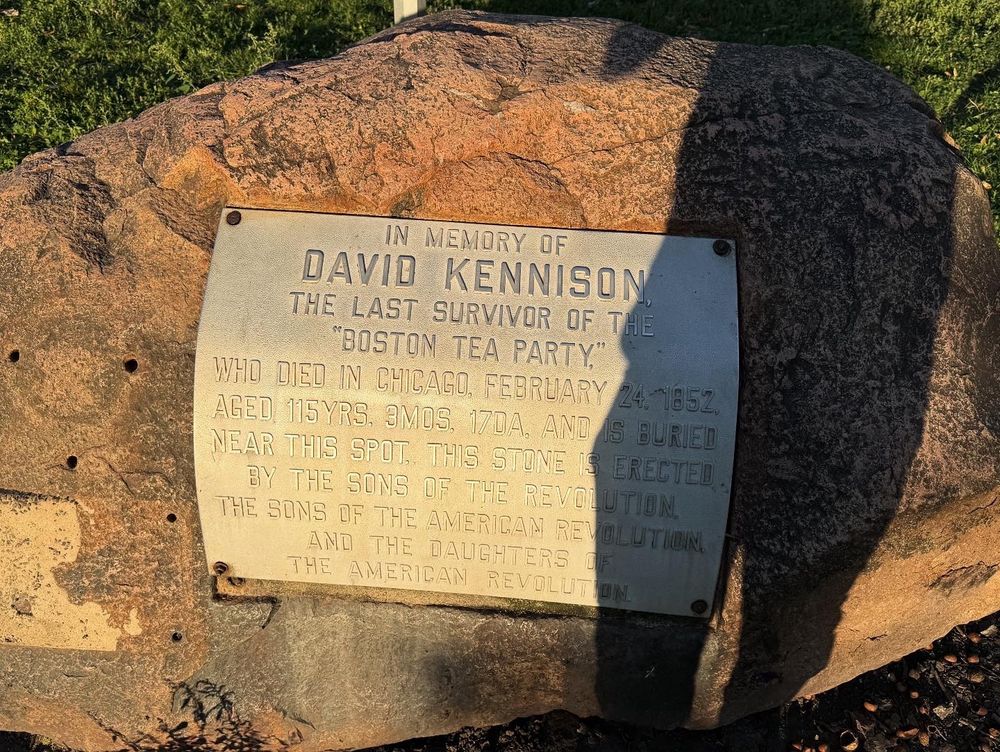 IN MEMORY OF
DAVID KENNISON,
THE LAST SURVIVOR OF THE
"BOSTON TEA PARTY,"
WHO DIED IN CHICAGO, FEBRUARY 24, 1852,
AGED 115YRS, 3MOS, 17DA, AND IS BURIED
NEAR THIS SPOT. THIS STONE IS ERECTED
BY THE SONS OF THE REVOLUTION,
THE SONS OF THE AMERICAN REVOLUTION,
AND THE DAUGHTERS OF
THE AMERICAN REVOLUTION.